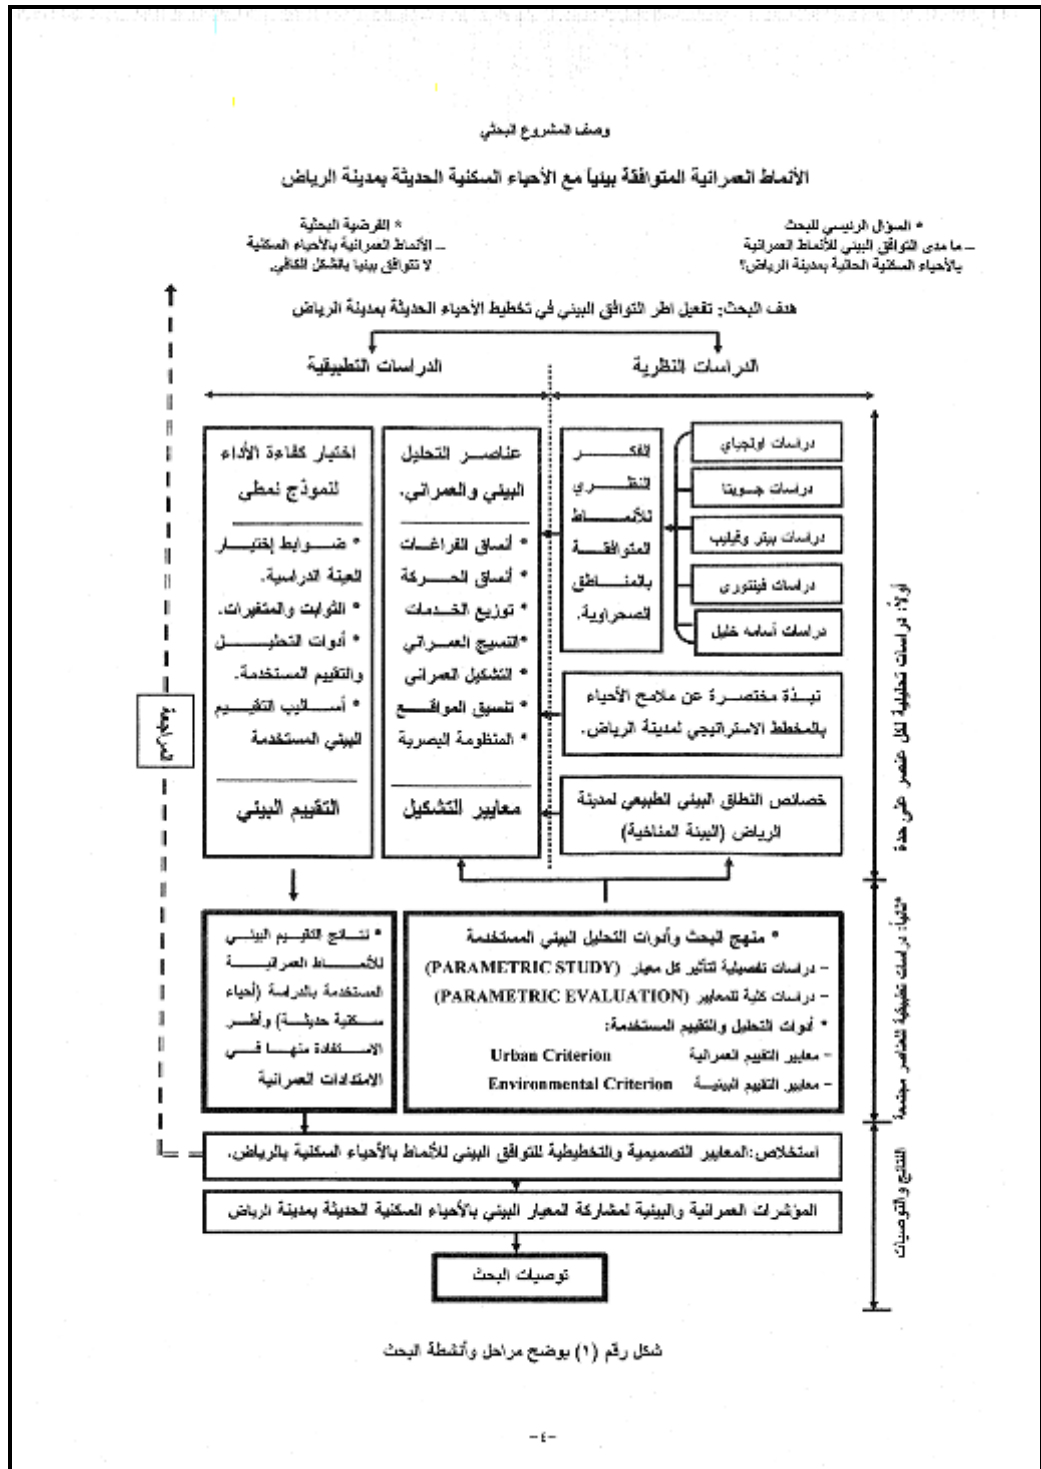 وصف المشروع البحثي
الأنماط العمرانية المتوافقة بيئياً مع الأحياء السكنية الحديثة بمدينة الرياض
* السؤال الرئيسي للبحث
– ما مدى التوافق البيئي للأنماط العمرانية
بالأحياء السكنية الحالية بمدينة الرياض؟
* الفرضية البحثية
– الأنماط العمرانية بالأحياء السكنية
لا تتوافق بيئيا بالشكل الكافي.
هدف البحث: تفعيل اطر التوافق البيئي في تخطيط الأحياء الحديثة بمدينة الرياض
الدراسات النظرية
الدراسات التطبيقية
دراسات اولجياي
دراسات جوينا
دراسات بيتر وفيليب
دراسات فينتورى
دراسات أسامه خليل
الفكر
النظري
للأنماط
المتوافقة
بالمناطق
الصحراوية.
نبذة مختصرة عن ملامح الأحياء
بالمخطط الاستراتيجي لمدينة الرياض.
خصائص النطاق البيئي الطبيعي لمدينة
الرياض (البيئة المناخية)
عناصر التحليل
البيئي والعمراني.
* أنساق الفراغات
* أنساق الحركة
* توزيع الخدمات
*النسيج العمراني
* التشكيل العمراني
* تنسيق المواقع
* المنظومة البصرية
معايير التشكيل
اختيار كفاءة الأداء
لنموذج نمطي
* ضوابط إختيار
العينة الدراسية.
* الثوابت والمتغيرات.
* أدوات التحليل
والتقييم المستخدمة.
* أساليب التقييم
البيئي المستخدمة
التقييم البيئي
المراجعة
أولاً: دراسات تحليلية لكل عنصر على حدة
*ثانياً: دراسات تطبيقية للعناصر مجتمعة
النتائج والتوصيات
* منهج البحث وأدوات التحليل البيئي المستخدمة
– دراسات تفصيلية لتأثير كل معيار (PARAMETRIC STUDY)
– دراسات كلية للمعايير (PARAMETRIC EVALUATION)
* أدوات التحليل والتقييم المستخدمة:
– معايير التقييم العمرانية Urban Criterion
– معايير التقييم البيئية Environmental Criterion
* نتائج التقييم البيئي
للأنماط العمرانية
المستخدمة بالدراسة (أحياء
سكنية حديثة) وأطر
الاستفادة منها في
الامتدادات العمرانية
استخلاص:المعايير التصميمية والتخطيطية للتوافق البيئي للأنماط بالأحياء السكنية بالرياض.
المؤشرات العمرانية والبيئية لمشاركة المعيار البيئي بالأحياء السكنية الحديثة بمدينة الرياض
توصيات البحث
شكل رقم (١) يوضح مراحل وأنشطة البحث
-٤-